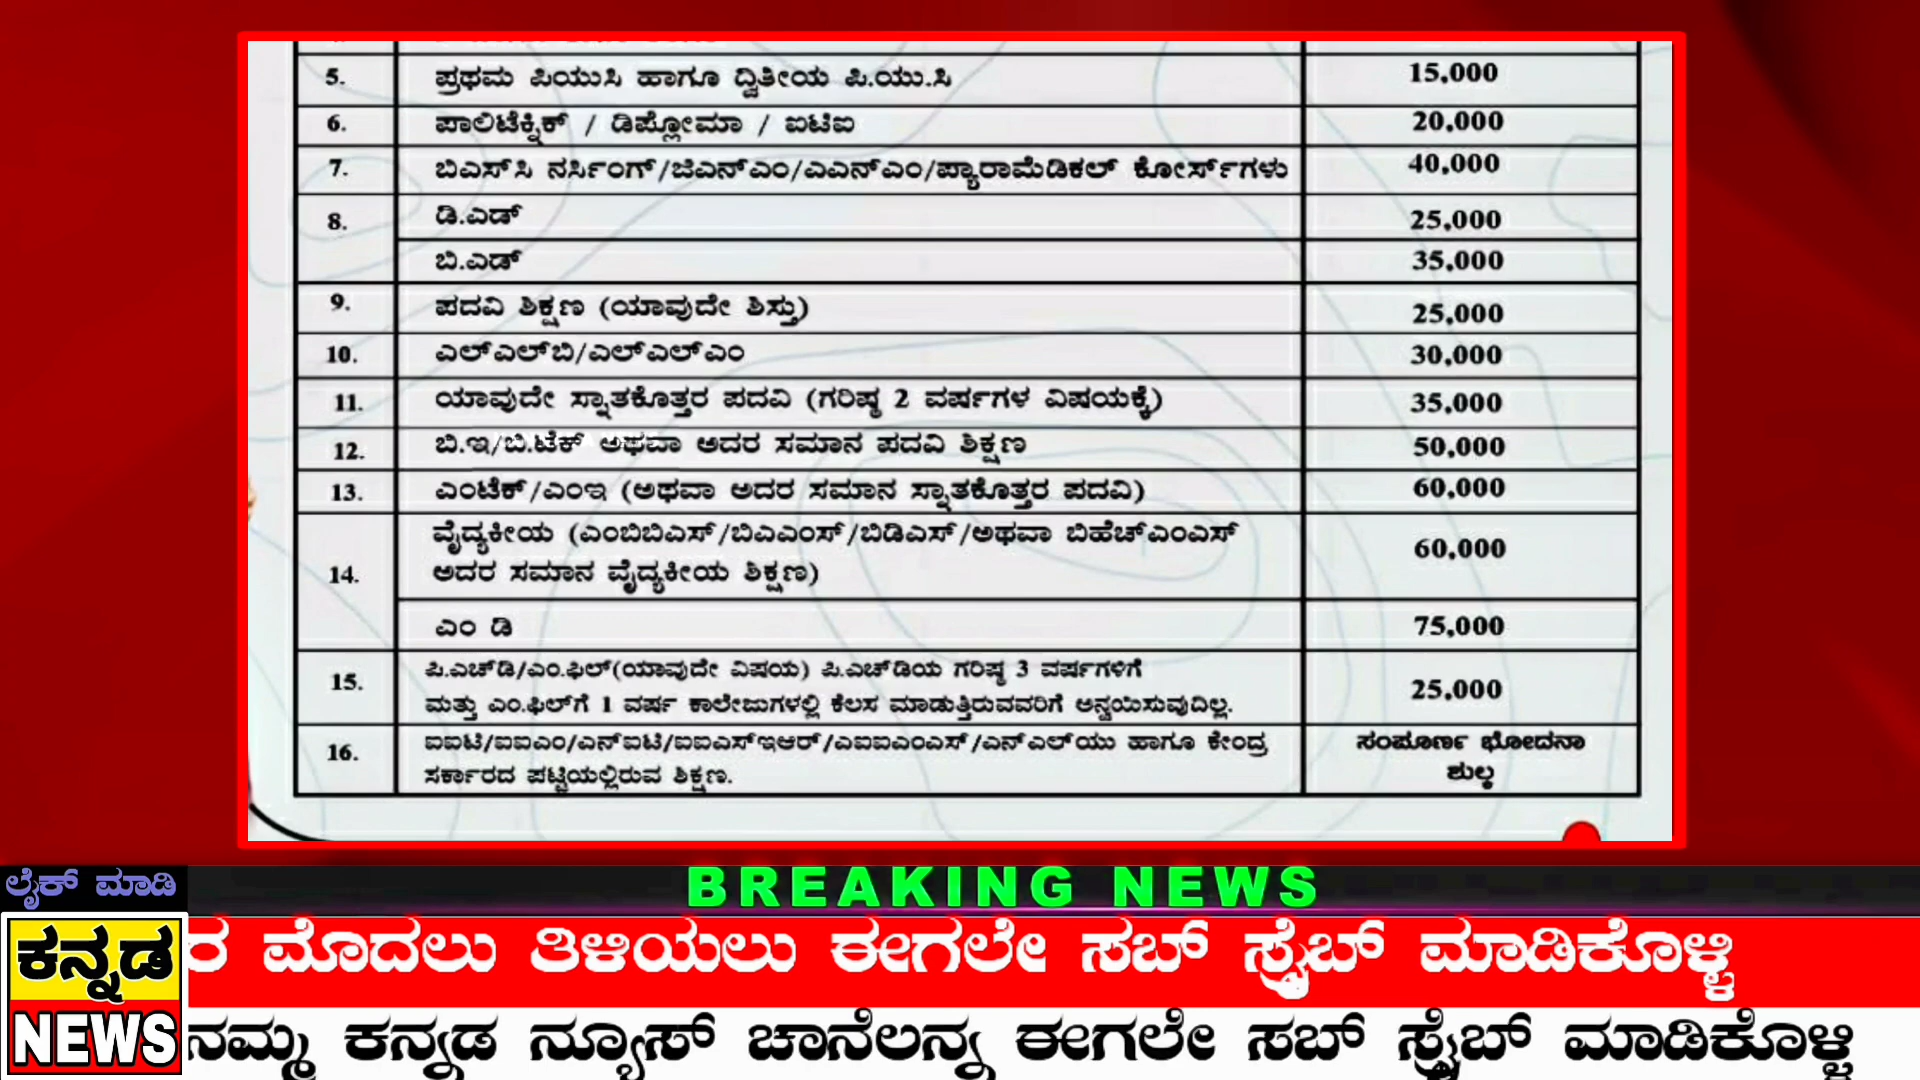 5. ಪ್ರಥಮ ಪಿಯುಸಿ ಹಾಗೂ ದ್ವಿತೀಯ ಪಿ.ಯು.ಸಿ 15,000
6. ಪಾಲಿಟೆಕ್ನಿಕ್ / ಡಿಪ್ಲೋಮಾ / ಐಟಿಐ 20,000
7. ಬಿಎಸ್‌ಸಿ ನರ್ಸಿಂಗ್/ಜಿಎನ್‌ಎಂ/ಎಎನ್‌ಎಂ/ಪ್ಯಾರಾಮೆಡಿಕಲ್ ಕೋರ್ಸ್‌ಗಳು 40,000
8. ಡಿ.ಎಡ್ 25,000
ಬಿ.ಎಡ್ 35,000
9. ಪದವಿ ಶಿಕ್ಷಣ (ಯಾವುದೇ ಶಿಸ್ತು) 25,000
10. ಎಲ್‌ಎಲ್‌ಬಿ/ಎಲ್‌ಎಲ್‌ಎಂ 30,000
11. ಯಾವುದೇ ಸ್ನಾತಕೊತ್ತರ ಪದವಿ (ಗರಿಷ್ಠ 2 ವರ್ಷಗಳ ವಿಷಯಕ್ಕೆ) 35,000
12. ಬಿ.ಇ/ಬಿ.ಟೆಕ್ ಅಥವಾ ಅದರ ಸಮಾನ ಪದವಿ ಶಿಕ್ಷಣ 50,000
13. ಎಂಟೆಕ್/ಎಂಇ (ಅಥವಾ ಅದರ ಸಮಾನ ಸ್ನಾತಕೊತ್ತರ ಪದವಿ) 60,000
14. ವೈದ್ಯಕೀಯ (ಎಂಬಿಬಿಎಸ್/ಬಿಎಎಂಸ್/ಬಿಡಿಎಸ್/ಅಥವಾ ಬಿಹೆಚ್‌ಎಂಎಸ್
ಅದರ ಸಮಾನ ವೈದ್ಯಕೀಯ ಶಿಕ್ಷಣ) 60,000
ಎಂ ಡಿ 75,000
15. ಪಿ.ಎಚ್‌ಡಿ/ಎಂ.ಫಿಲ್(ಯಾವುದೇ ವಿಷಯ) ಪಿ.ಎಚ್‌ಡಿಯ ಗರಿಷ್ಠ 3 ವರ್ಷಗಳಿಗೆ
ಮತ್ತು ಎಂ.ಫಿಲ್‌ಗೆ 1 ವರ್ಷ ಕಾಲೇಜುಗಳಲ್ಲಿ ಕೆಲಸ ಮಾಡುತ್ತಿರುವವರಿಗೆ ಅನ್ವಯಿಸುವುದಿಲ್ಲ. 25,000
16. ಐಐಟಿ/ಐಐಎಂ/ಎನ್‌ಐಟಿ/ಐಐಎಸ್‌ಇಆರ್/ಎಐಐಎಂಎಸ್/ಎನ್‌ಎಲ್‌ಯು ಹಾಗೂ ಕೇಂದ್ರ
ಸರ್ಕಾರದ ಪಟ್ಟಿಯಲ್ಲಿರುವ ಶಿಕ್ಷಣ. ಸಂಪೂರ್ಣ ಭೋದನಾ
ಶುಲ್ಕ
ಲೈಕ್ ಮಾಡಿ
BREAKING NEWS
ಕನ್ನಡ
NEWS
ರ ಮೊದಲು ತಿಳಿಯಲು ಈಗಲೇ ಸಬ್ ಸ್ಕ್ರೈಬ್ ಮಾಡಿಕೊಳ್ಳಿ
ನಮ್ಮ ಕನ್ನಡ ನ್ಯೂಸ್ ಚಾನೆಲನ್ನ ಈಗಲೇ ಸಬ್ ಸ್ಕ್ರೈಬ್ ಮಾಡಿಕೊಳ್ಳಿ